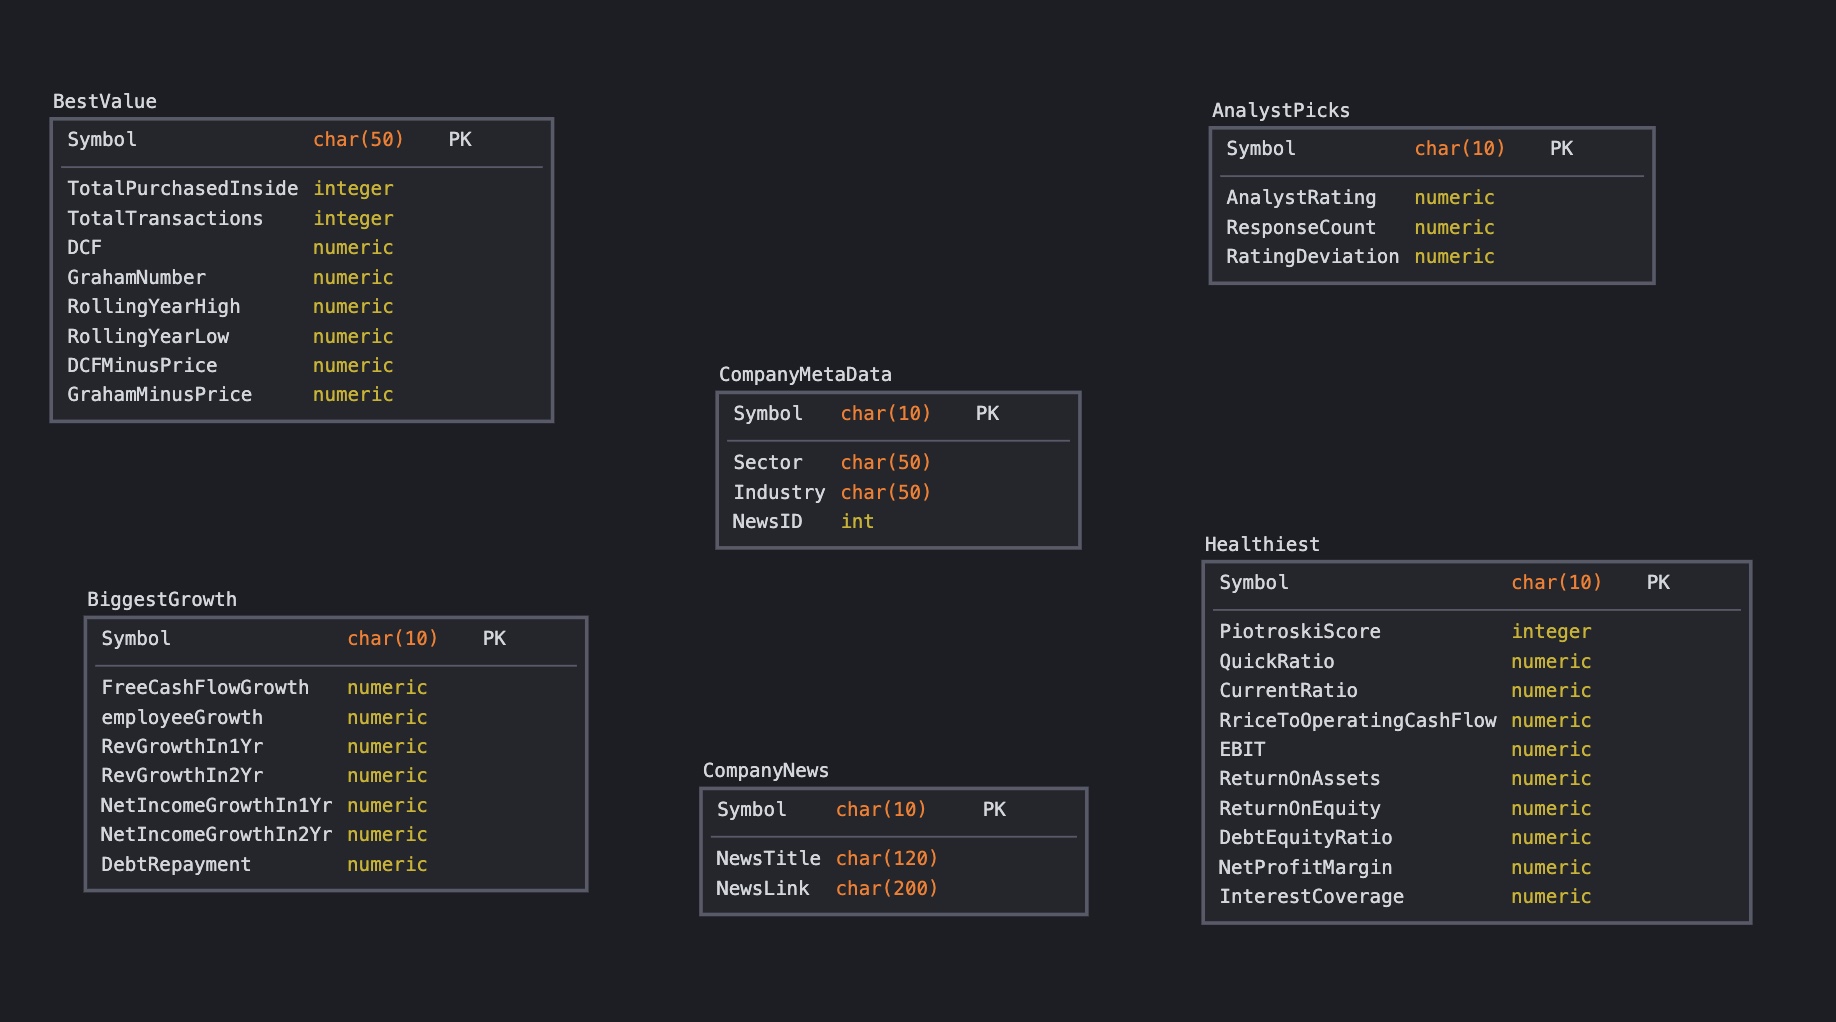 BestValue
Symbol char(50) PK
TotalPurchasedInside integer
TotalTransactions integer
DCF numeric
GrahamNumber numeric
RollingYearHigh numeric
RollingYearLow numeric
DCFMinusPrice numeric
GrahamMinusPrice numeric
AnalystPicks
Symbol char(10) PK
AnalystRating numeric
ResponseCount numeric
RatingDeviation numeric
CompanyMetaData
Symbol char(10) PK
Sector char(50)
Industry char(50)
NewsID int
BiggestGrowth
Symbol char(10) PK
FreeCashFlowGrowth numeric
employeeGrowth numeric
RevGrowthIn1Yr numeric
RevGrowthIn2Yr numeric
NetIncomeGrowthIn1Yr numeric
NetIncomeGrowthIn2Yr numeric
DebtRepayment numeric
CompanyNews
Symbol char(10) PK
NewsTitle char(120)
NewsLink char(200)
Healthiest
Symbol char(10) PK
PiotroskiScore integer
QuickRatio numeric
CurrentRatio numeric
RriceToOperatingCashFlow numeric
EBIT numeric
ReturnOnAssets numeric
ReturnOnEquity numeric
DebtEquityRatio numeric
NetProfitMargin numeric
InterestCoverage numeric